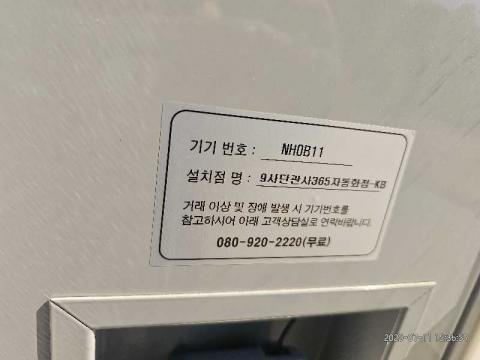 기기 번호 : NH0B11
설치점 명 : 9사단관사365자동화점-KB
거래 이상 및 장애 발생 시 기기번호를
참고하시어 아래 고객상담실로 연락바랍니다.
080-920-2220(무료)